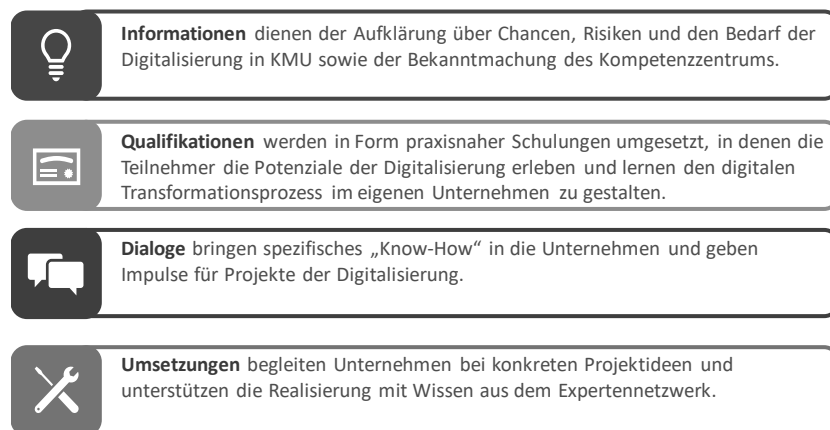 Informationen dienen der Aufklärung über Chancen, Risiken und den Bedarf der
Digitalisierung in KMU sowie der Bekanntmachung des Kompetenzzentrums.
Qualifikationen werden in Form praxisnaher Schulungen umgesetzt, in denen die
Teilnehmer die Potenziale der Digitalisierung erleben und lernen den digitalen
Transformationsprozess im eigenen Unternehmen zu gestalten.
Dialoge bringen spezifisches „Know-How“ in die Unternehmen und geben
Impulse für Projekte der Digitalisierung.
Umsetzungen begleiten Unternehmen bei konkreten Projektideen und
unterstützen die Realisierung mit Wissen aus dem Expertennetzwerk.